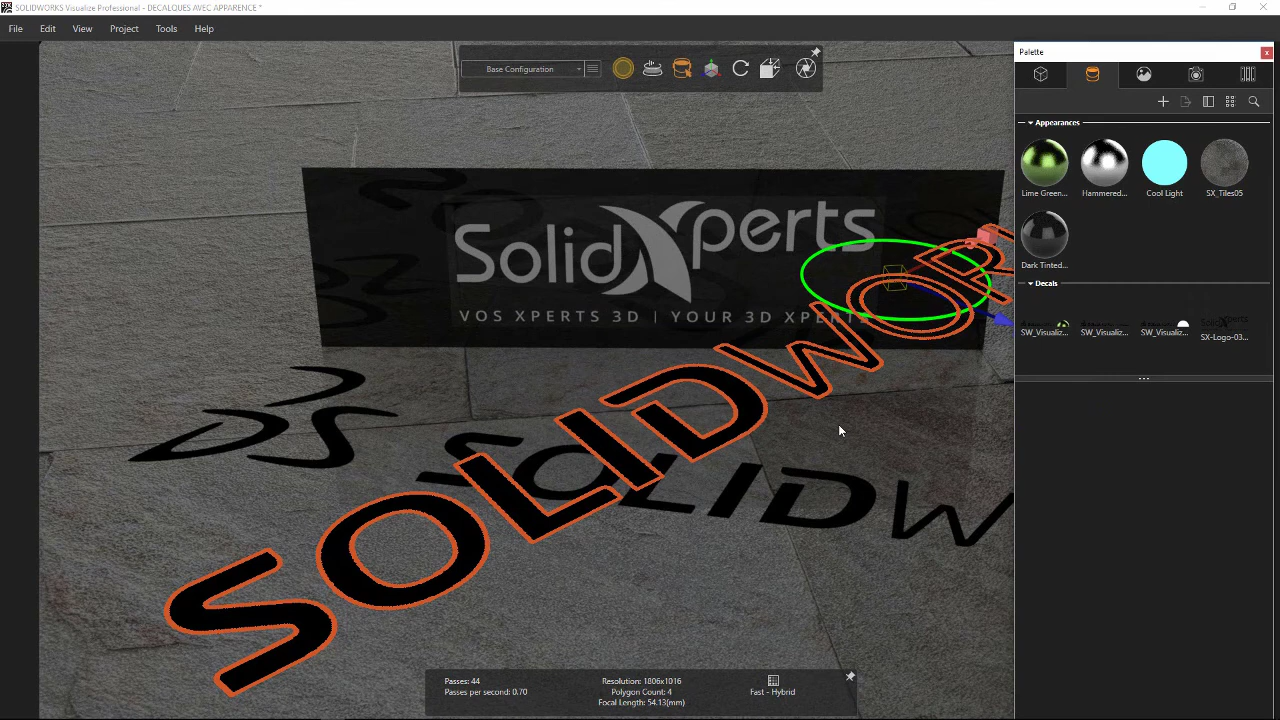 SOLIDWORKS Visualize Professional - DECALQUES AVEC APPARENCE *
File Edit View Project Tools Help
Palette
Base Configuration
Appearances
Lime Green... Hammered... Cool Light SX_Tiles05
Dark Tinted...
Decals
SW_Visualiz... SW_Visualiz... SW_Visualiz... SX-Logo-03...
SolidXperts
VOS XPERTS 3D | YOUR 3D XPERTS
SOLIDWOR
SOLIDW
Passes: 44
Passes per second: 0.70
Resolution: 1806x1016
Polygon Count: 4
Focal Length: 54.13(mm)
Fast - Hybrid